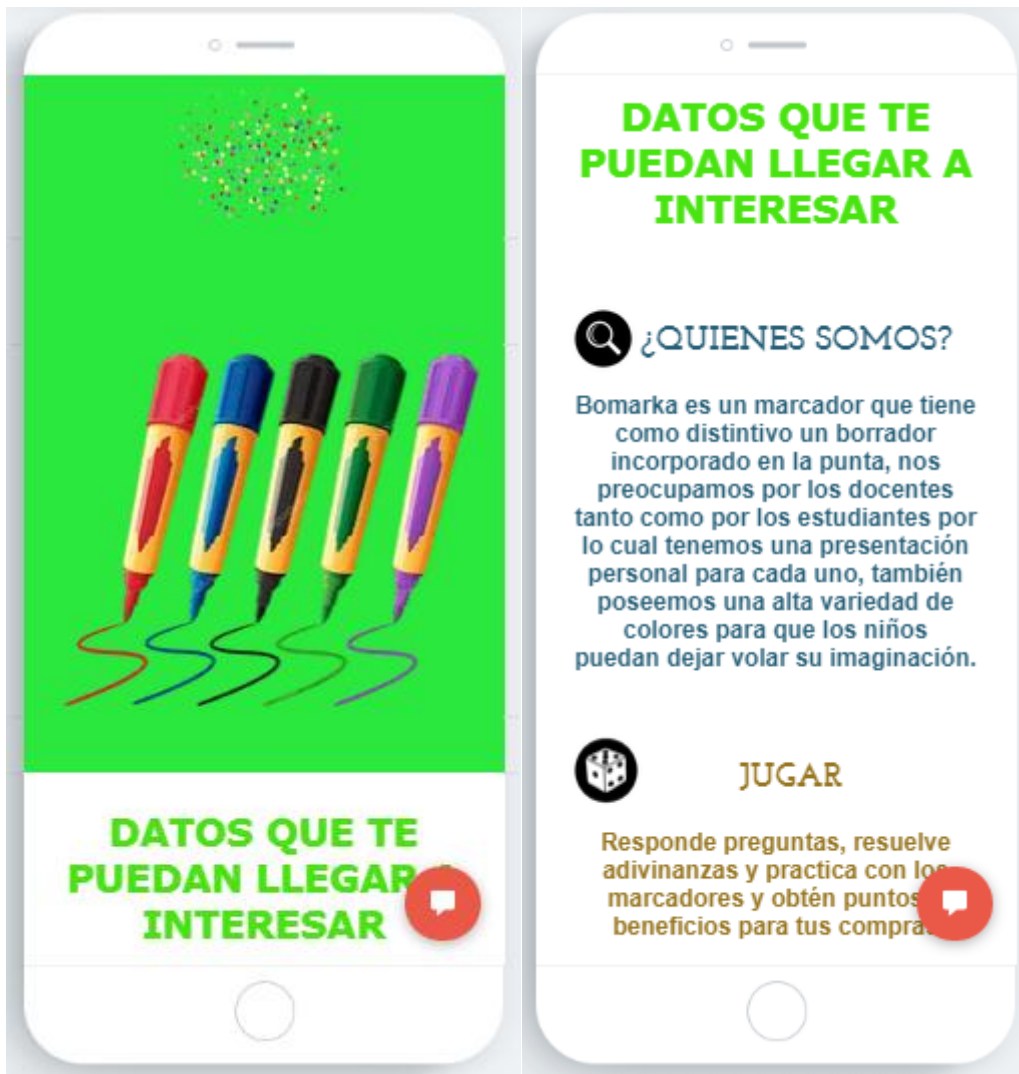 DATOS QUE TE
PUEDAN LLEGAR
INTERESAR
DATOS QUE TE
PUEDAN LLEGAR A
INTERESAR
¿QUIENES SOMOS?
Bomarka es un marcador que tiene
como distintivo un borrador
incorporado en la punta, nos
preocupamos por los docentes
tanto como por los estudiantes por
lo cual tenemos una presentación
personal para cada uno, también
poseemos una alta variedad de
colores para que los niños
puedan dejar volar su imaginación.
JUGAR
Responde preguntas, resuelve
adivinanzas y practica con los
marcadores y obtén puntos
beneficios para tus compras